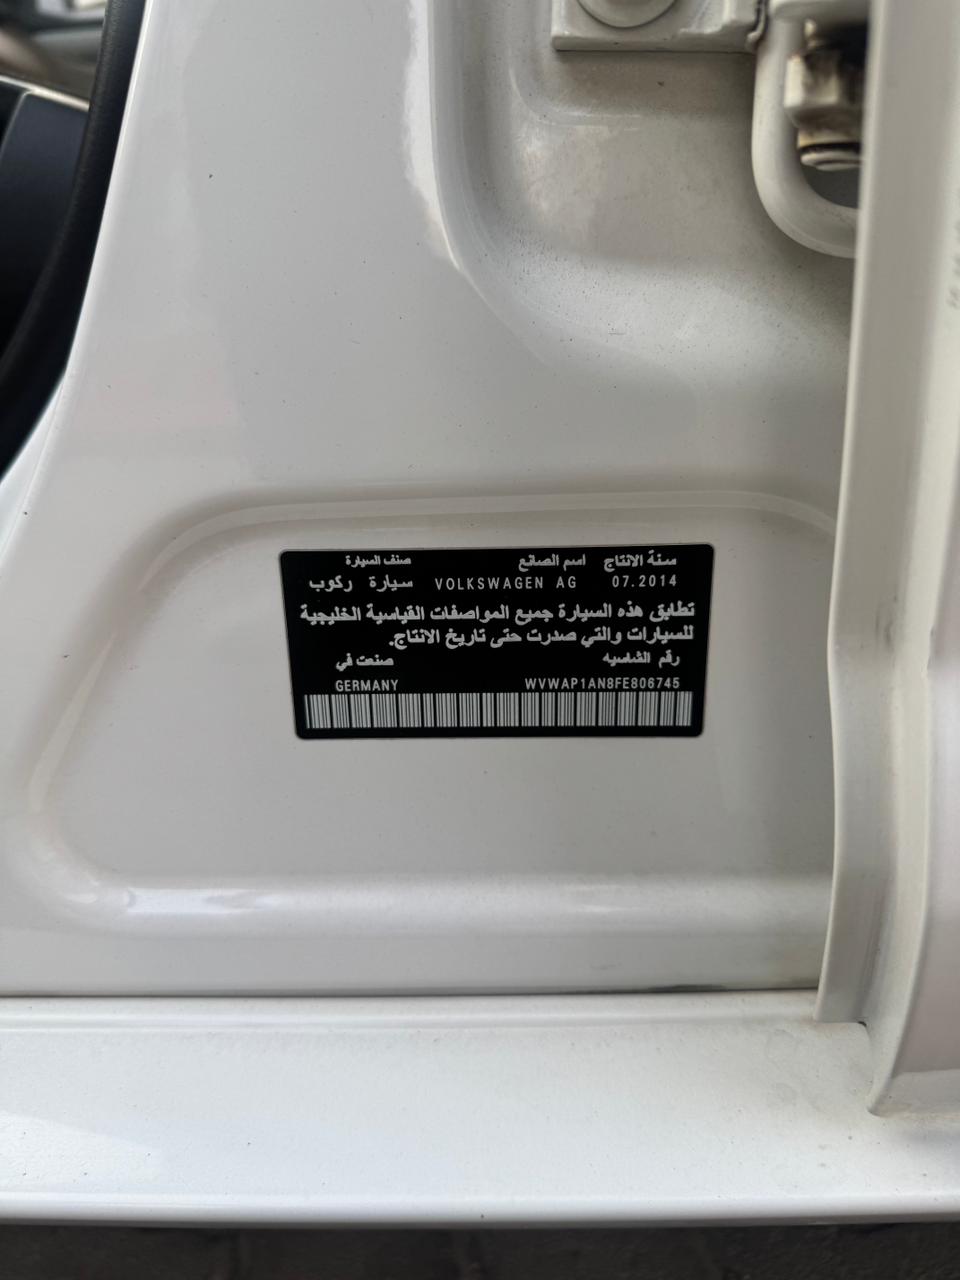 سنة الانتاج اسم الصانع صنف السيارة
07.2014 VOLKSWAGEN AG سيارة ركوب
تطابق هذه السيارة جميع المواصفات القياسية الخليجية
للسيارات والتي صدرت حتى تاريخ الانتاج.
رقم الشاسيه صنعت في
WVWAP1AN8FE806745 GERMANY